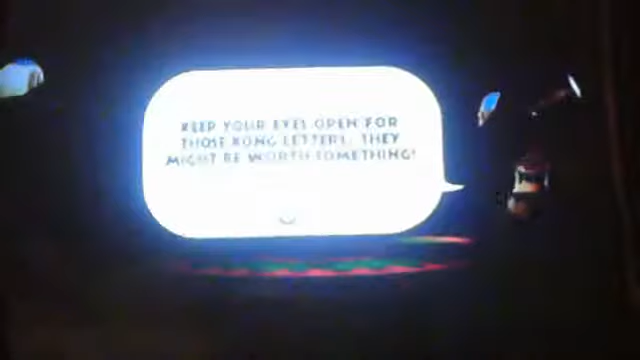 KEEP YOUR EYES OPEN FOR
THOSE KONG LETTERS. THEY
MIGHT BE WORTH SOMETHING!